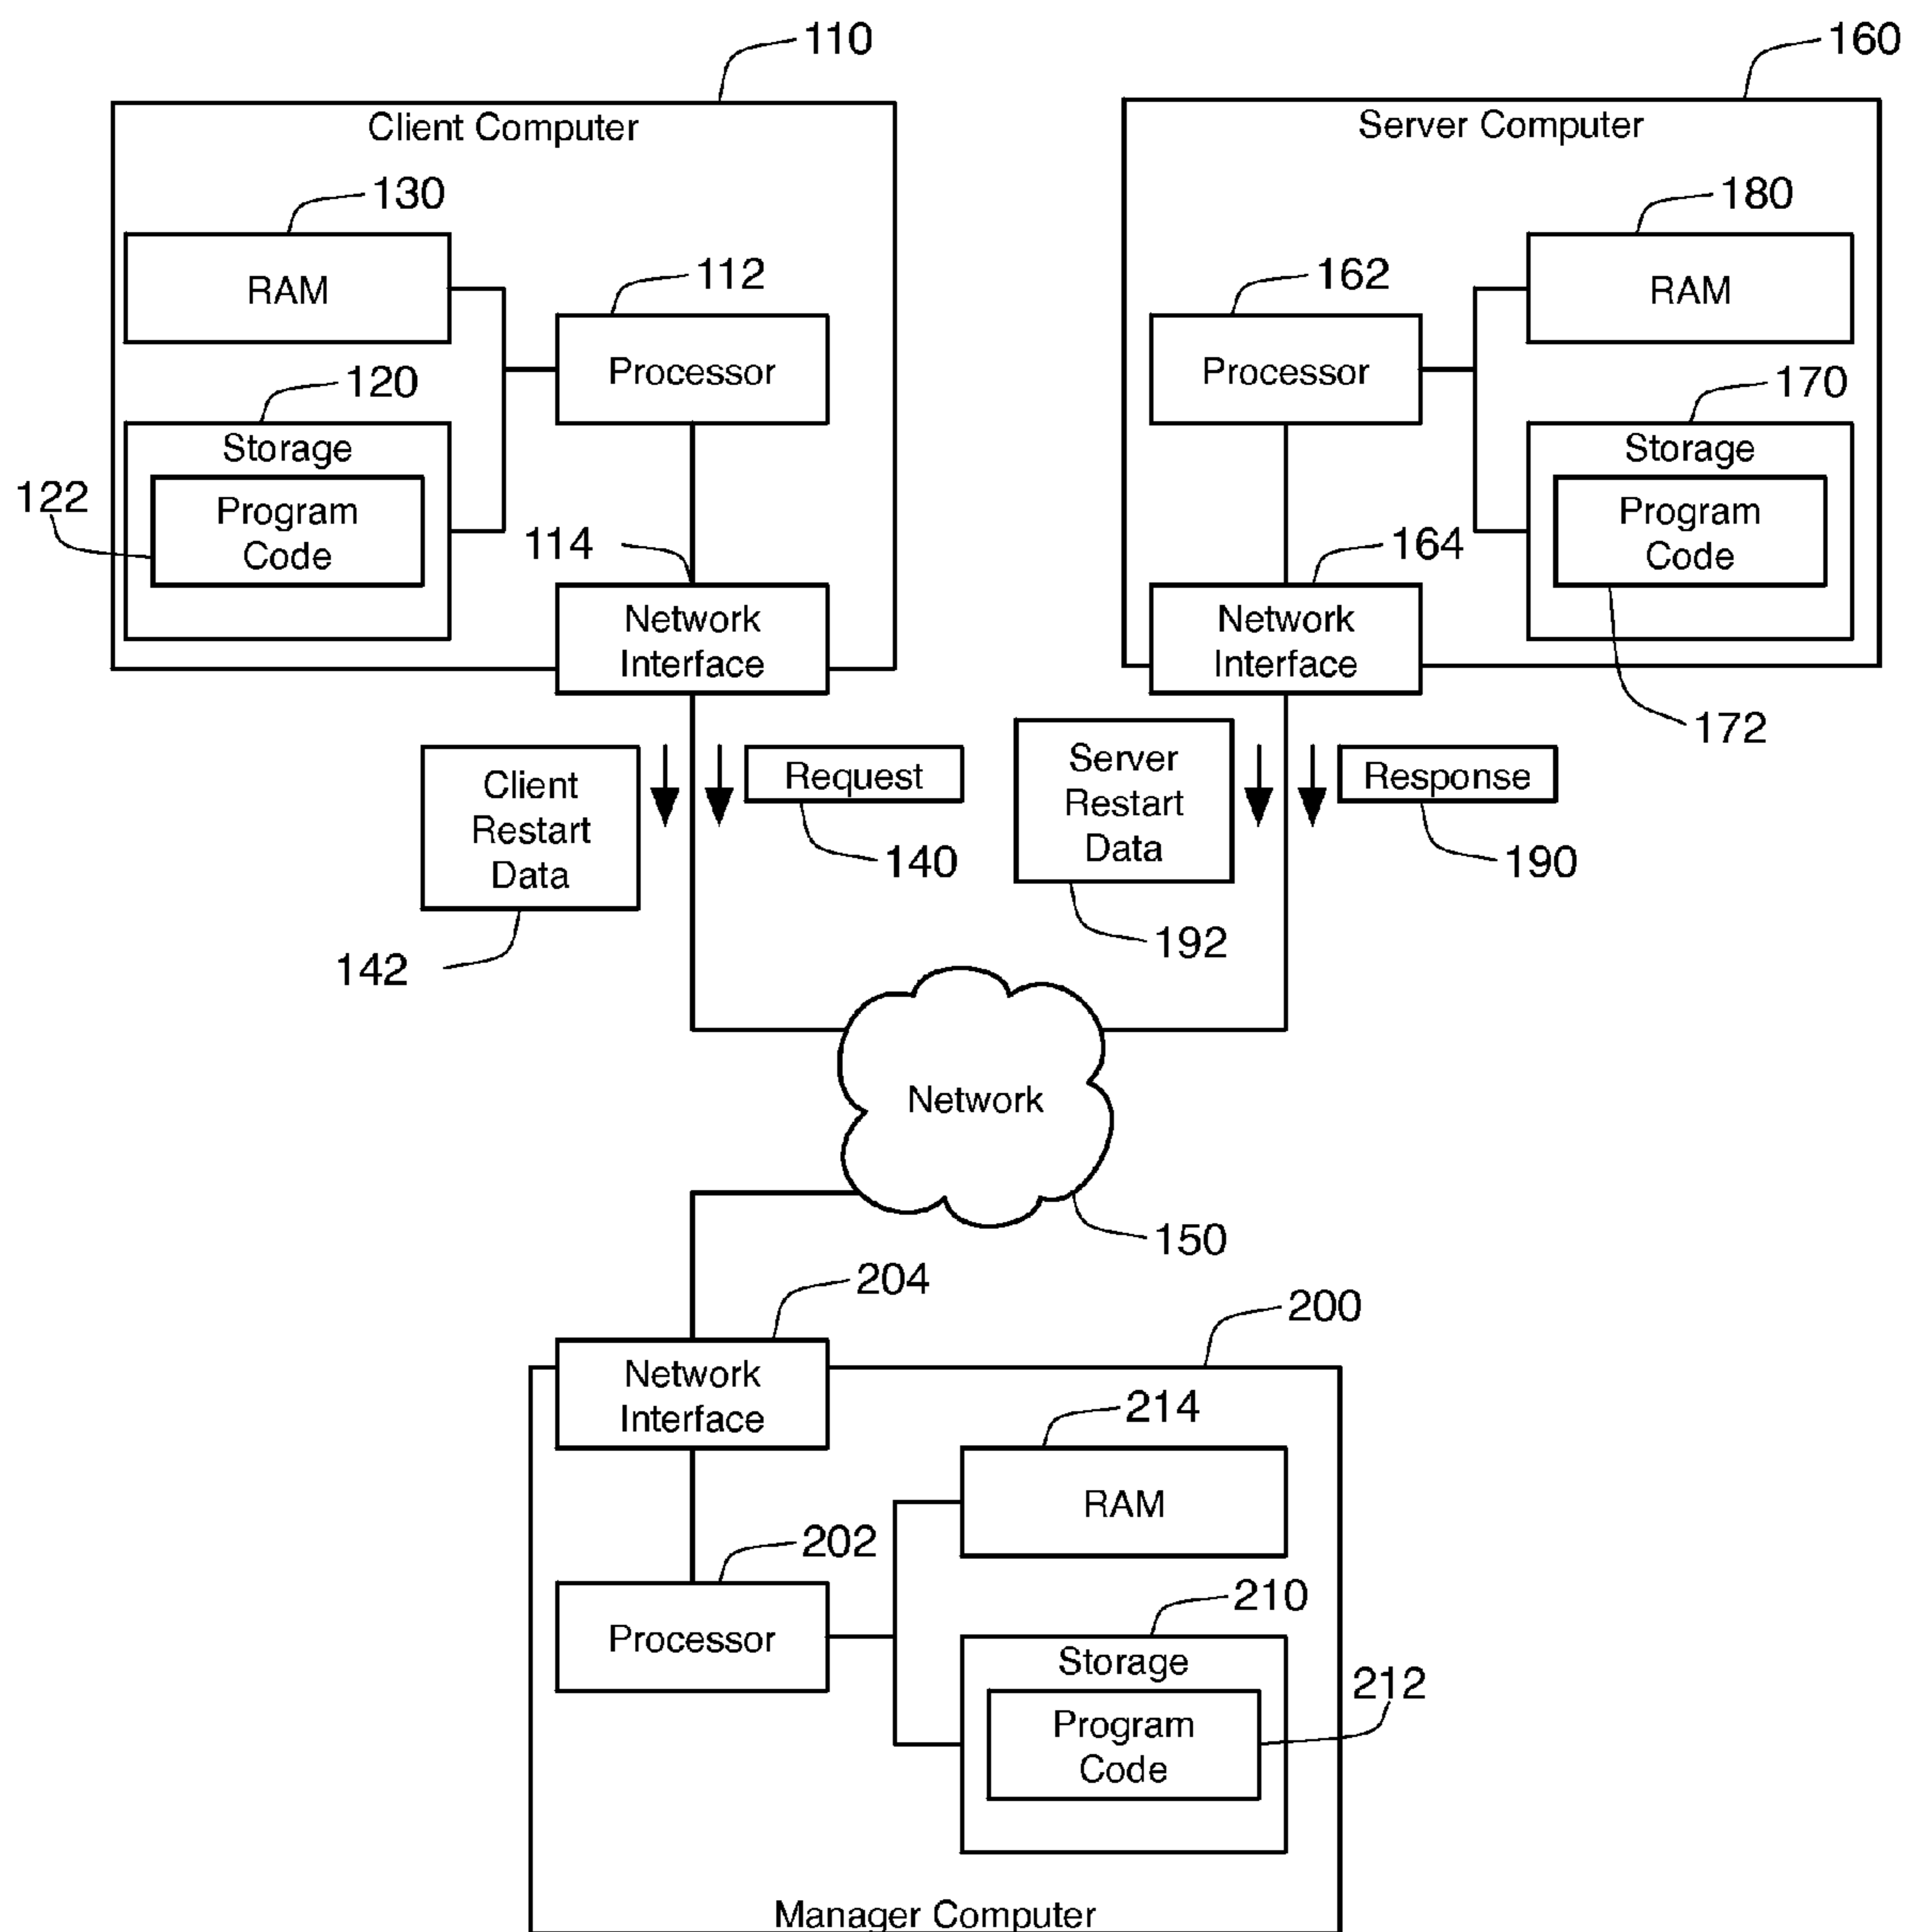 110
160
Client Computer
Server Computer
130
180
112
162
RAM
RAM
Processor
Processor
120
170
Storage
Storage
122
Program
Code
Program
Code
114
164
Network
Interface
Network
Interface
172
Client
Restart
Data
Request
Server
Restart
Data
Response
140
190
142
192
Network
150
204
200
Network
Interface
214
RAM
202
Processor
210
Storage
212
Program
Code
Manager Computer